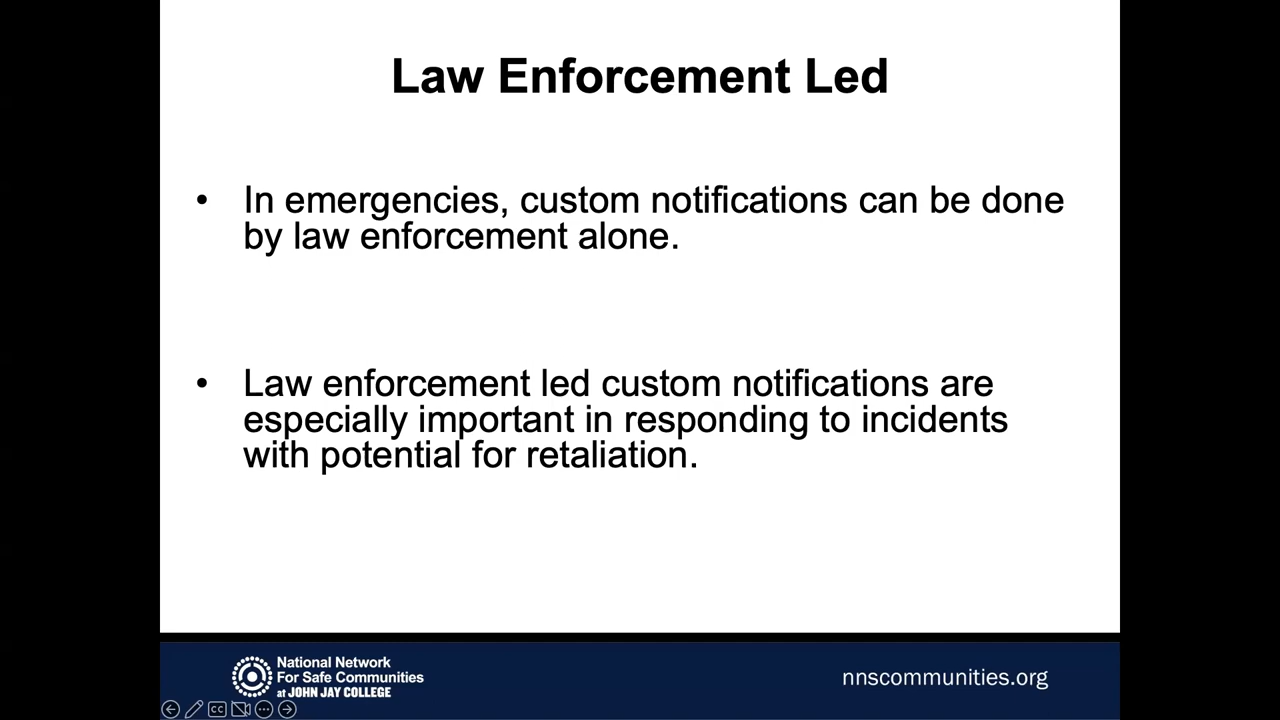 Law Enforcement Led
• In emergencies, custom notifications can be done
by law enforcement alone.
• Law enforcement led custom notifications are
especially important in responding to incidents
with potential for retaliation.
National Network
For Safe Communities
at JOHN JAY COLLEGE
nnscommunities.org
CC